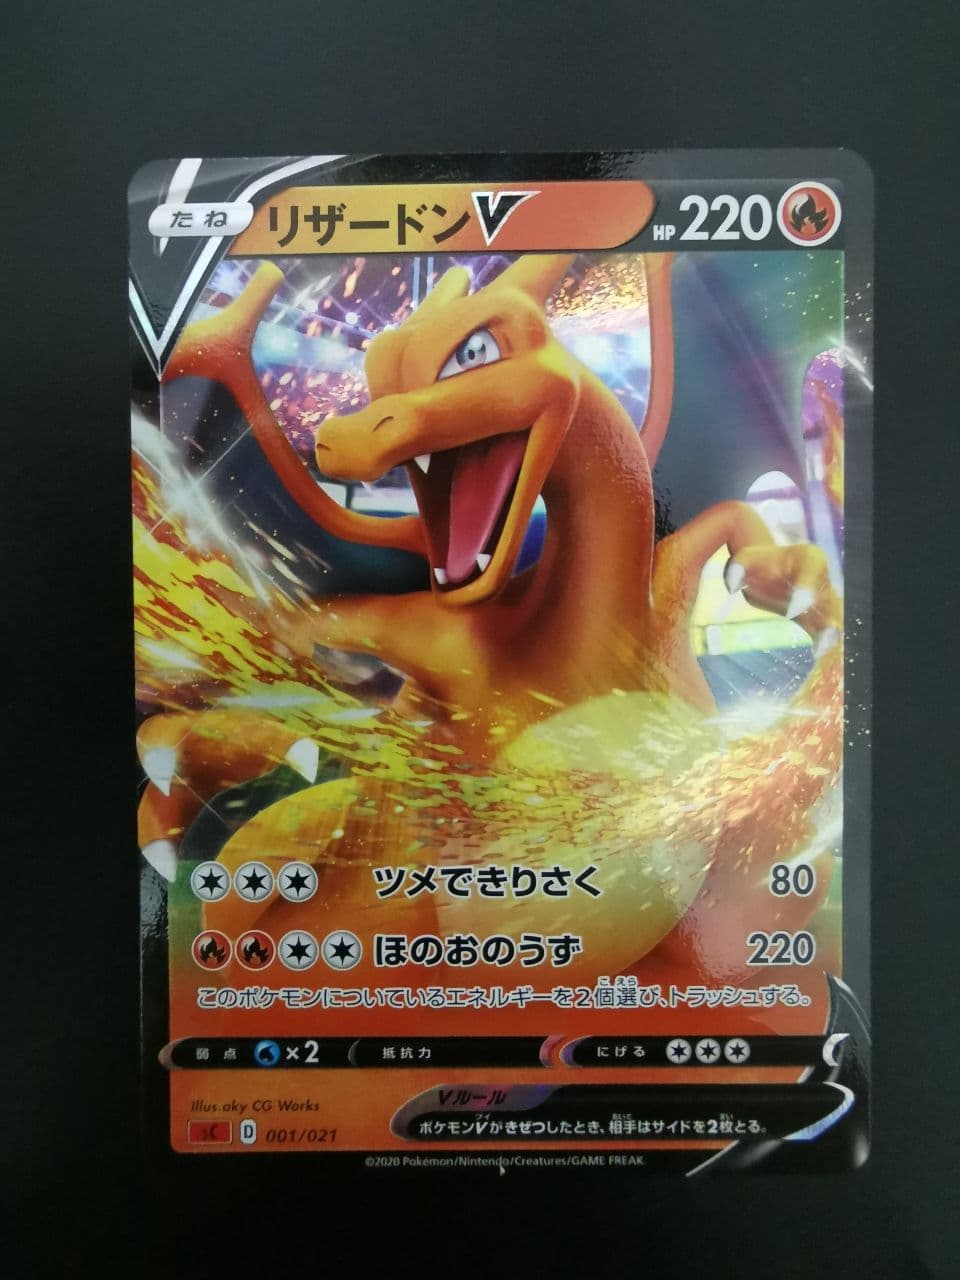 たね リザードンV HP 220
ツメできりさく 80
ほのおのうず 220
このポケモンについているエネルギーを2個選び、トラッシュする。
弱点 ×2 抵抗力 にげる
Illus.aky CG Works
Vルール
ポケモンVがきぜつしたとき、相手はサイドを2枚とる。
D 001/021
©2020 Pokémon/Nintendo/Creatures/GAME FREAK.